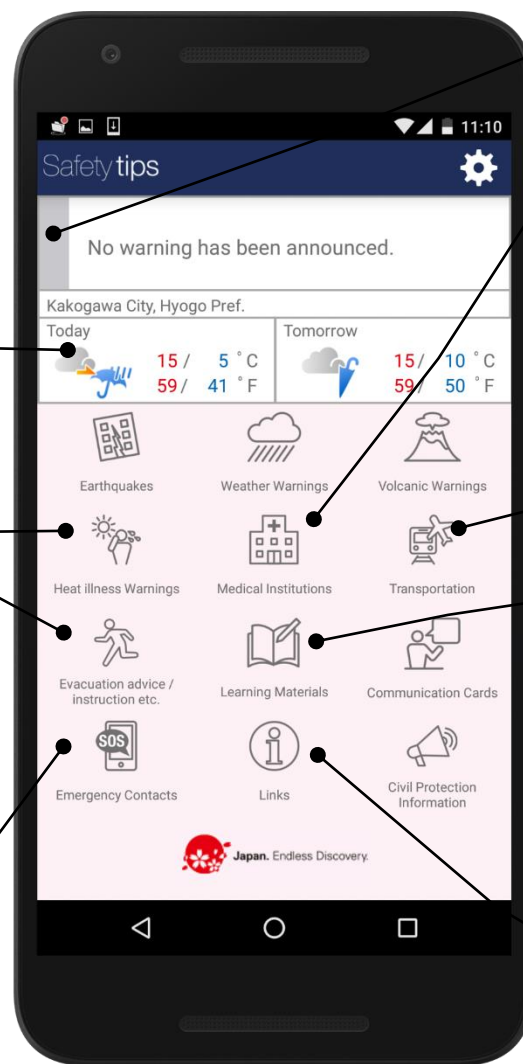 11:10
Safety tips
No warning has been announced.
Kakogawa City, Hyogo Pref.
Today
15 / 5 °C
59 / 41 °F
Tomorrow
15 / 10 °C
59 / 50 °F
Earthquakes
Weather Warnings
Volcanic Warnings
Heat illness Warnings
Medical Institutions
Transportation
Evacuation advice /
instruction etc.
Learning Materials
Communication Cards
SOS
Emergency Contacts
Links
Civil Protection
Information
Japan. Endless Discovery.